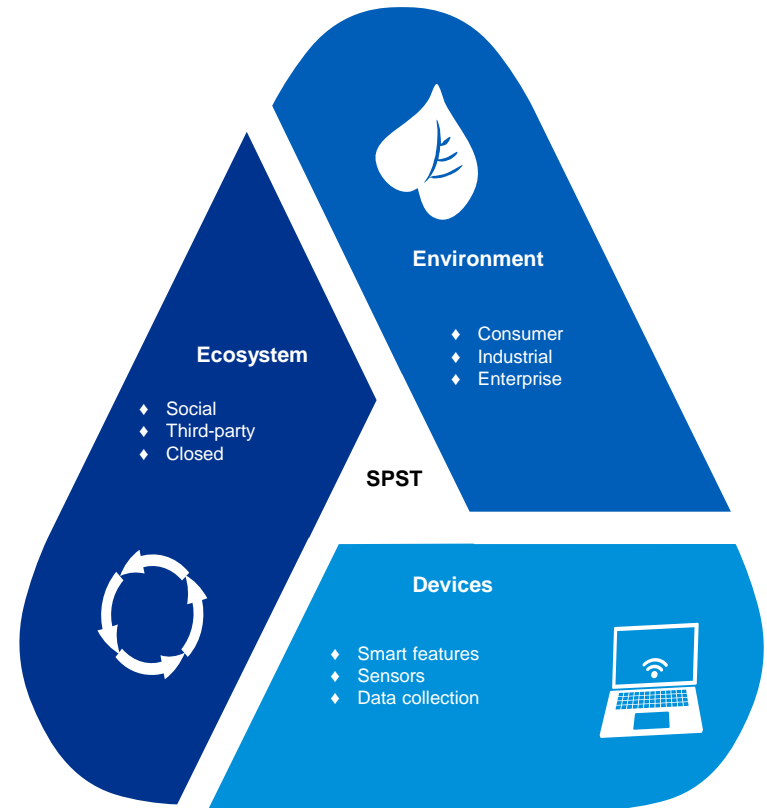 Environment
♦ Consumer
♦ Industrial
♦ Enterprise
Ecosystem
♦ Social
♦ Third-party
♦ Closed
SPST
Devices
♦ Smart features
♦ Sensors
♦ Data collection